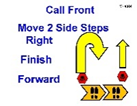 Call Front
Move 2 Side Steps
Right
Finish
Forward